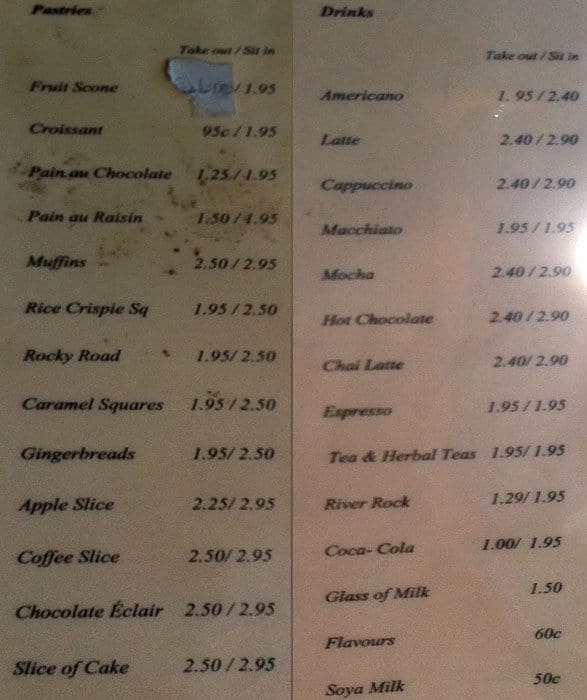 Pastries
Take out / Sit in
Fruit Scone / 1.95
Croissant 95c / 1.95
Pain au Chocolate 1.25 / 1.95
Pain au Raisin 1.50 / 1.95
Muffins 2.50 / 2.95
Rice Crispie Sq 1.95 / 2.50
Rocky Road 1.95/ 2.50
Caramel Squares 1.95 / 2.50
Gingerbreads 1.95/ 2.50
Apple Slice 2.25/ 2.95
Coffee Slice 2.50/ 2.95
Chocolate Éclair 2.50 / 2.95
Slice of Cake 2.50 / 2.95
Drinks
Take out / Sit in
Americano 1. 95 / 2.40
Latte 2.40 / 2.90
Cappuccino 2.40 / 2.90
Macchiato 1.95 / 1.95
Mocha 2.40 / 2.90
Hot Chocolate 2.40 / 2.90
Chai Latte 2.40/ 2.90
Espresso 1.95 / 1.95
Tea & Herbal Teas 1.95/ 1.95
River Rock 1.29/ 1.95
Coca- Cola 1.00/ 1.95
Glass of Milk 1.50
Flavours 60c
Soya Milk 50c